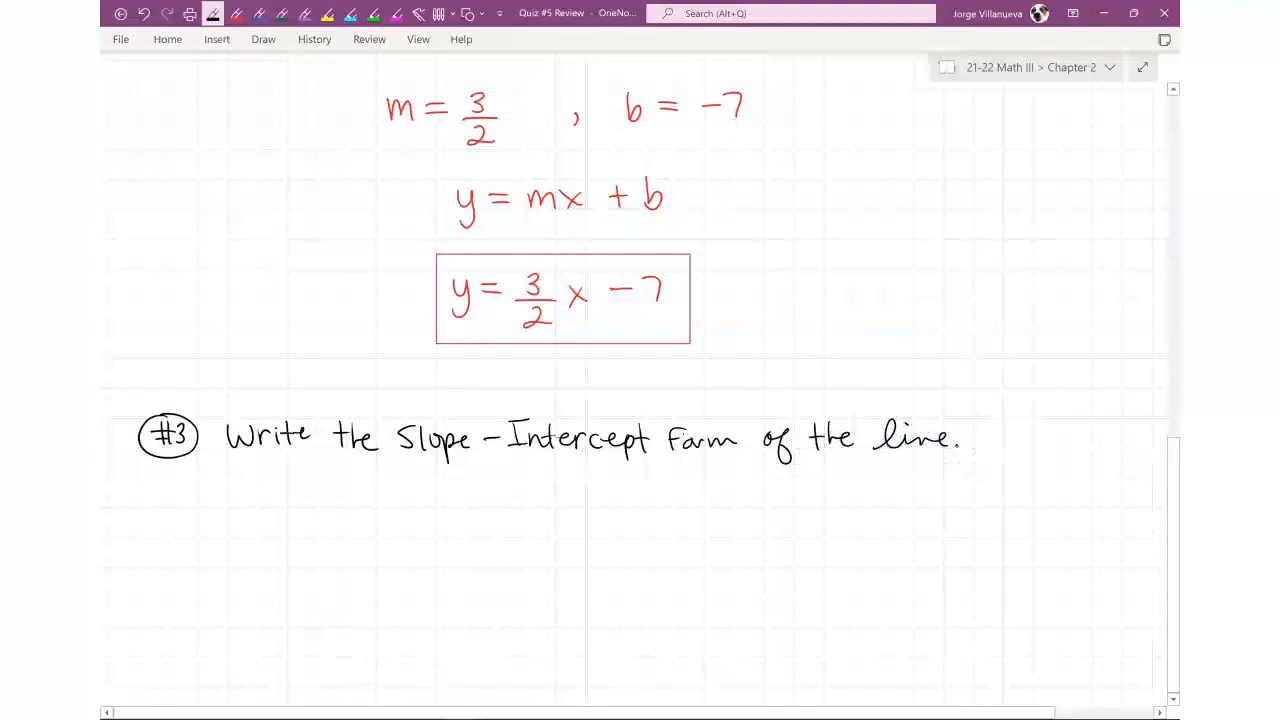 Quiz #5 Review - OneNo...
Search (Alt+Q)
Jorge Villanueva
File Home Insert Draw History Review View Help
21-22 Math III > Chapter 2
m = 3/2 , b = -7
y = mx + b
y = 3/2 x - 7
#3 Write the Slope-Intercept Form of the line.